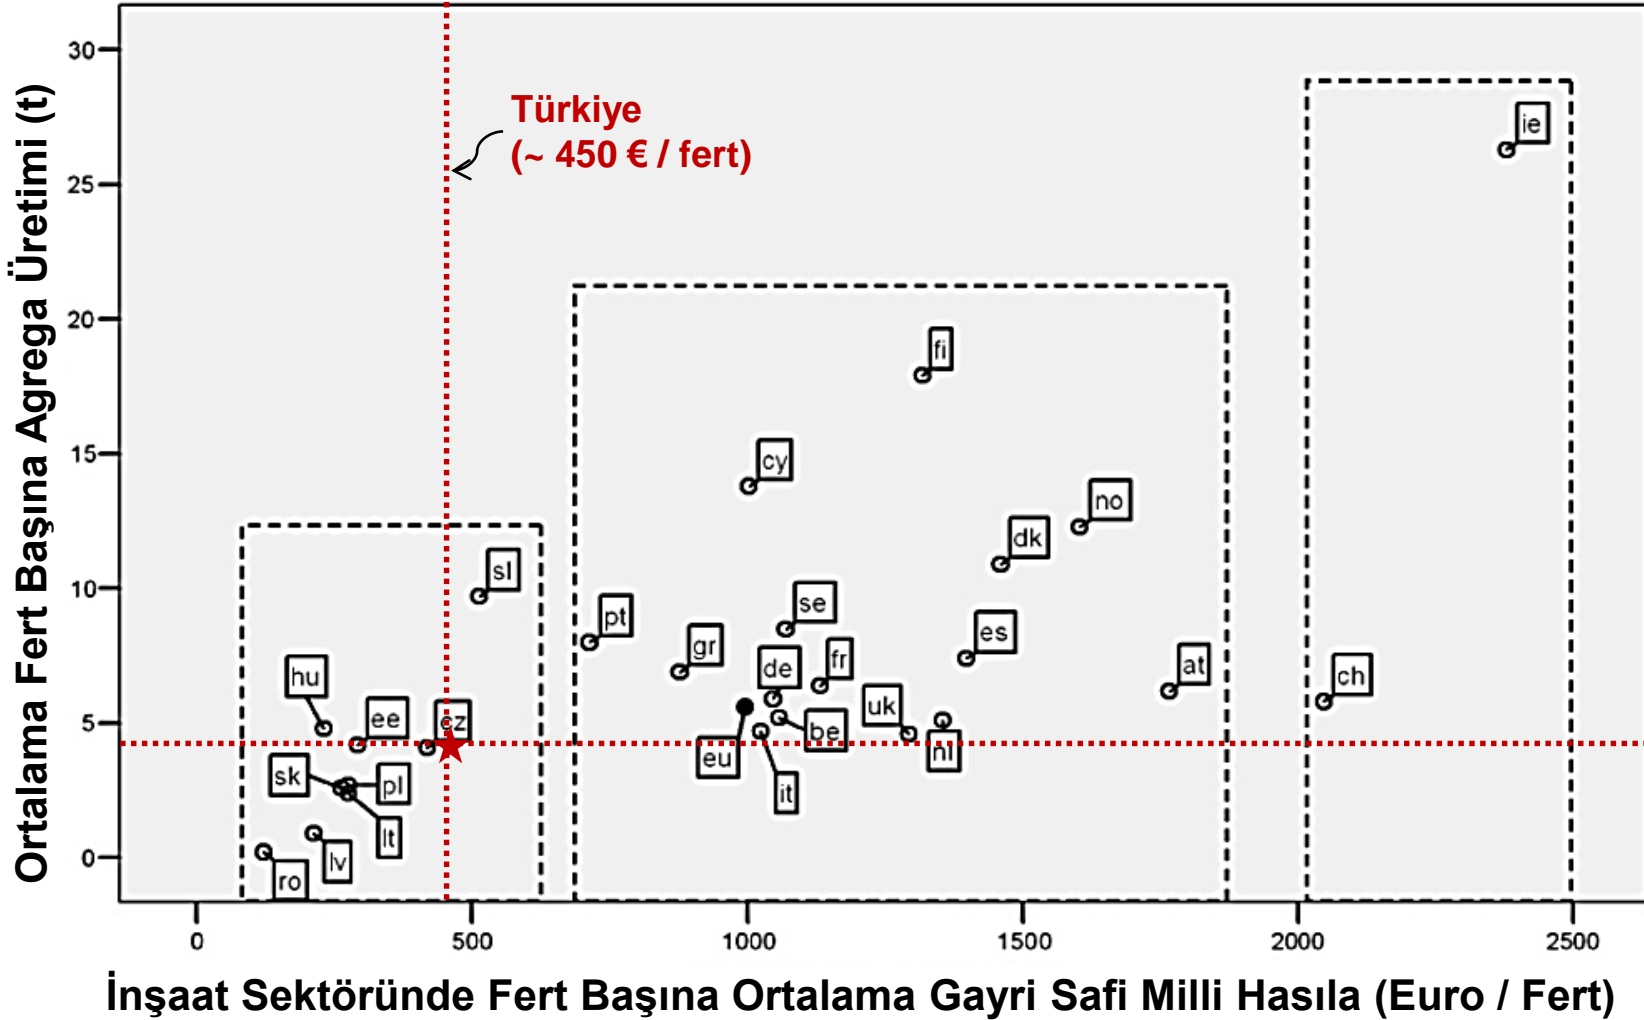 Ortalama Fert Başına Agrega Üretimi (t)
30
25
20
15
10
5
0
Türkiye
(~ 450 € / fert)
ie
fi
cy
no
dk
sl
se
pt
es
gr
fr
de
at
hu
ch
uk
ee
cz
be
nl
eu
sk
pl
it
lt
lv
ro
0
500
1000
1500
2000
2500
İnşaat Sektöründe Fert Başına Ortalama Gayri Safi Milli Hasıla (Euro / Fert)